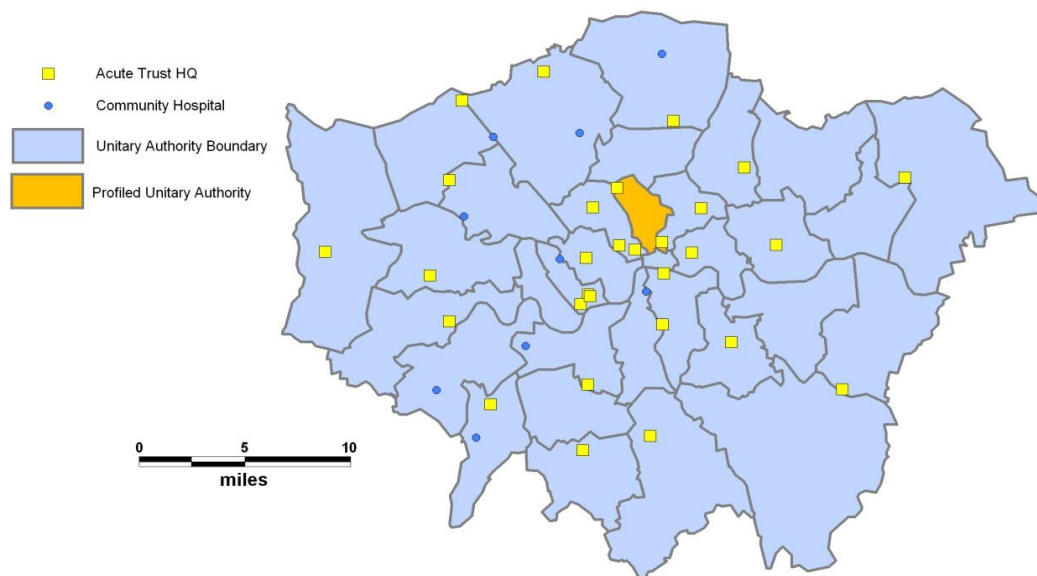 Acute Trust HQ
Community Hospital
Unitary Authority Boundary
Profiled Unitary Authority
0 5 10
miles